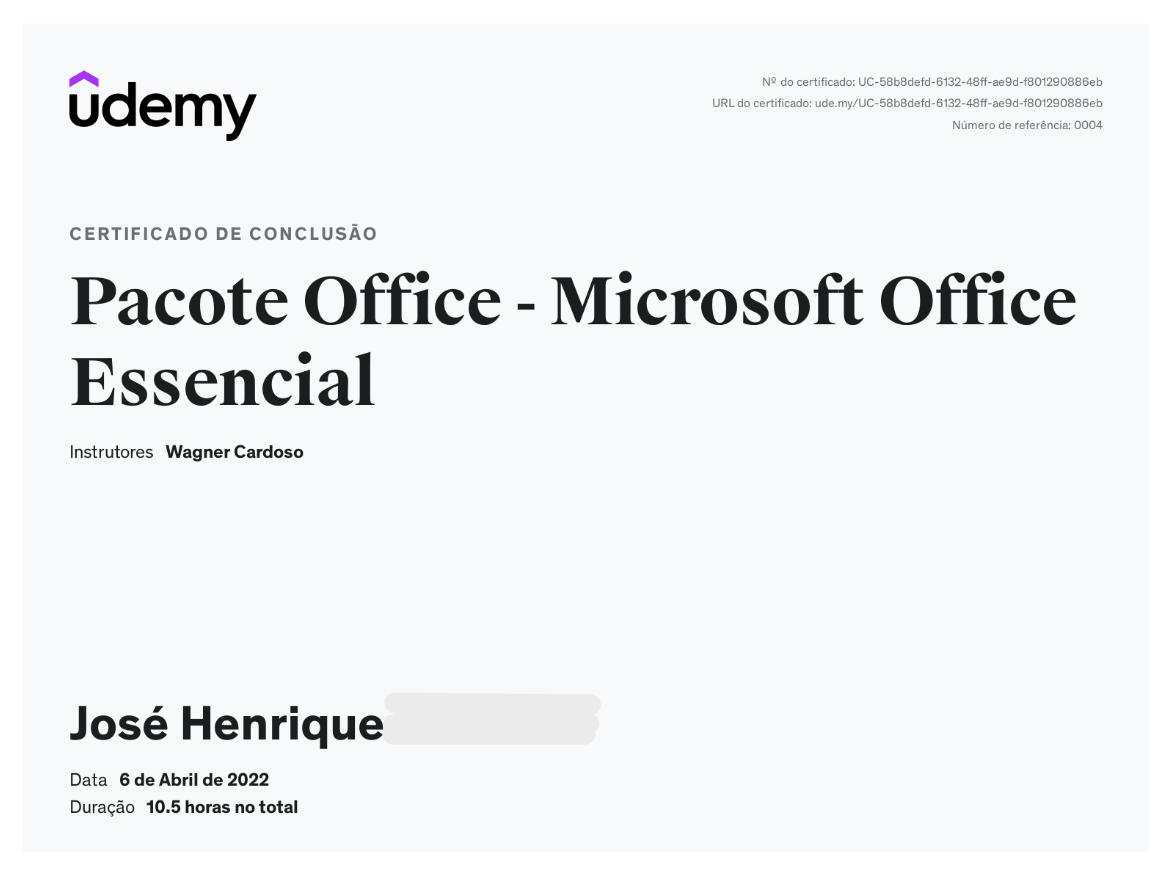 udemy
Nº do certificado: UC-58b8defd-6132-48ff-ae9d-f801290886eb
URL do certificado: ude.my/UC-58b8defd-6132-48ff-ae9d-f801290886eb
Número de referência: 0004
CERTIFICADO DE CONCLUSÃO
Pacote Office - Microsoft Office
Essencial
Instrutores Wagner Cardoso
José Henrique
Data 6 de Abril de 2022
Duração 10.5 horas no total